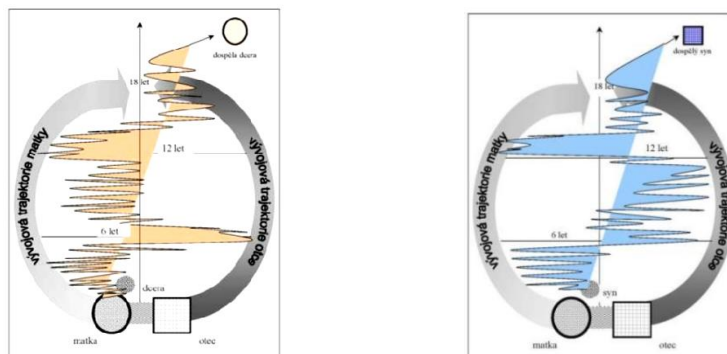 dospělá dcera
18 let
vývojová trajektorie matky
vývojová trajektorie otce
12 let
6 let
dcera
matka
otec
dospělý syn
18 let
vývojová trajektorie matky
vývojová trajektorie otce
12 let
6 let
syn
matka
otec